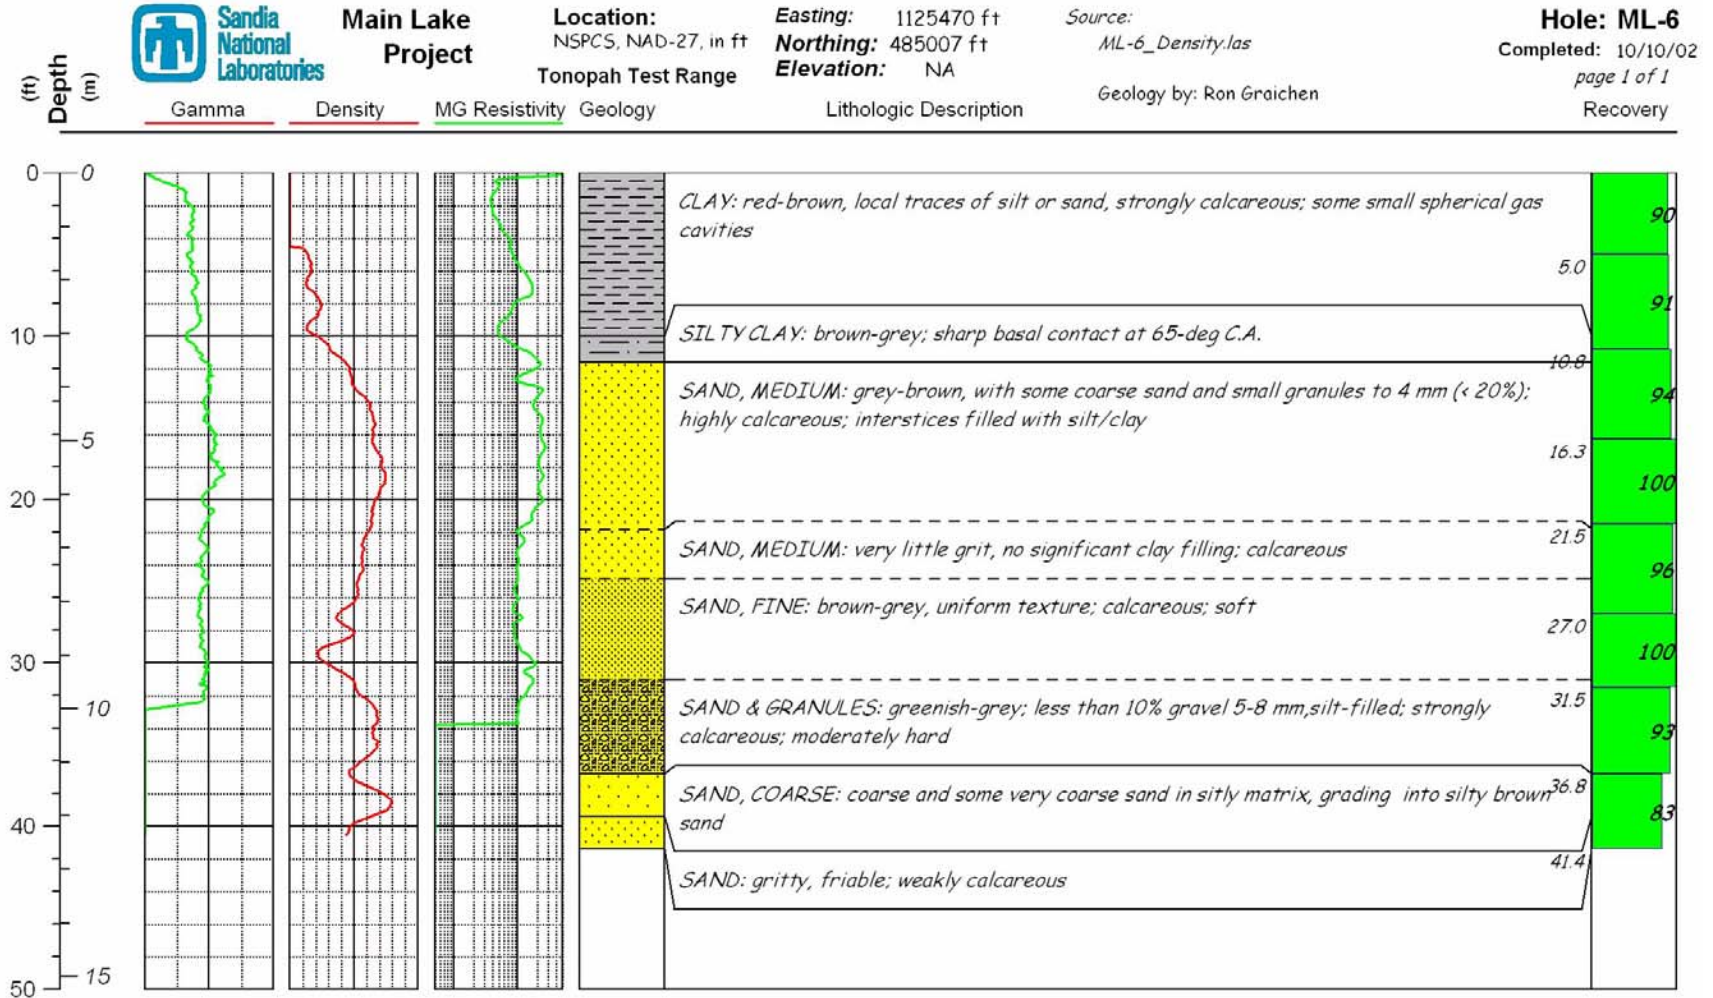 Sandia
National
Laboratories
Main Lake
Project
Location:
NSPCS, NAD-27, in ft
Tonopah Test Range
Easting: 1125470 ft
Northing: 485007 ft
Elevation: NA
Source:
ML-6_Density.las
Geology by: Ron Graichen
Hole: ML-6
Completed: 10/10/02
page 1 of 1
(ft) Depth (m)
Gamma Density MG Resistivity Geology Lithologic Description Recovery
0 0
CLAY: red-brown, local traces of silt or sand, strongly calcareous; some small spherical gas
cavities
90
5.0
91
10
SILTY CLAY: brown-grey; sharp basal contact at 65-deg C.A.
10.8
SAND, MEDIUM: grey-brown, with some coarse sand and small granules to 4 mm (< 20%);
highly calcareous; interstices filled with silt/clay
94
5
16.3
100
20
21.5
SAND, MEDIUM: very little grit, no significant clay filling; calcareous
96
SAND, FINE: brown-grey, uniform texture; calcareous; soft
27.0
100
30
31.5
10
SAND & GRANULES: greenish-grey; less than 10% gravel 5-8 mm,silt-filled; strongly
calcareous; moderately hard
93
36.8
SAND, COARSE: coarse and some very coarse sand in sitly matrix, grading into silty brown
sand
83
40
41.4
SAND: gritty, friable; weakly calcareous
15
50